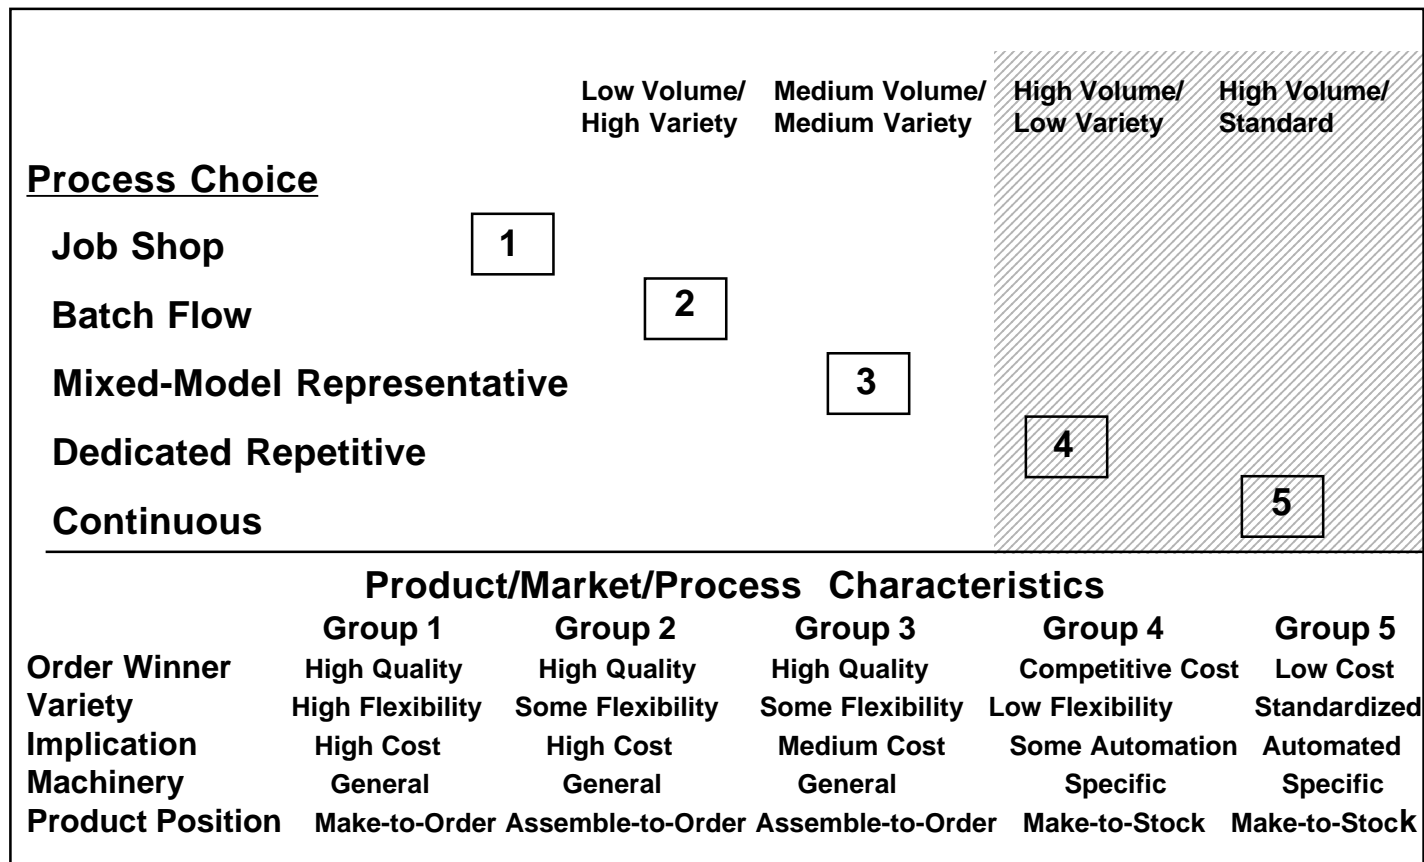 Low Volume/ Medium Volume/ High Volume/ High Volume/
High Variety Medium Variety Low Variety Standard
Process Choice
Job Shop 1
Batch Flow 2
Mixed-Model Representative 3
Dedicated Repetitive 4
Continuous 5
Product/Market/Process Characteristics
Group 1 Group 2 Group 3 Group 4 Group 5
Order Winner High Quality High Quality High Quality Competitive Cost Low Cost
Variety High Flexibility Some Flexibility Some Flexibility Low Flexibility Standardized
Implication High Cost High Cost Medium Cost Some Automation Automated
Machinery General General General Specific Specific
Product Position Make-to-Order Assemble-to-Order Assemble-to-Order Make-to-Stock Make-to-Stock